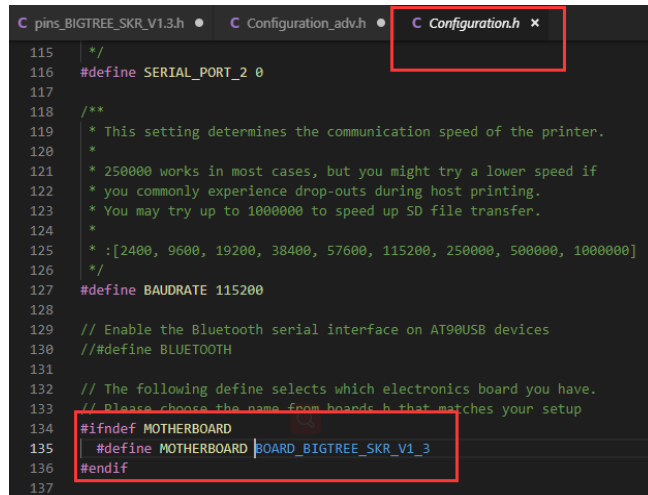 C pins_BIGTREE_SKR_V1.3.h ● C Configuration_adv.h ● C Configuration.h ×
115 */
116 #define SERIAL_PORT_2 0
117
118 /**
119 * This setting determines the communication speed of the printer.
120 *
121 * 250000 works in most cases, but you might try a lower speed if
122 * you commonly experience drop-outs during host printing.
123 * You may try up to 1000000 to speed up SD file transfer.
124 *
125 * :[2400, 9600, 19200, 38400, 57600, 115200, 250000, 500000, 1000000]
126 */
127 #define BAUDRATE 115200
128
129 // Enable the Bluetooth serial interface on AT90USB devices
130 //#define BLUETOOTH
131
132 // The following define selects which electronics board you have.
133 // Please choose the name from boards.h that matches your setup
134 #ifndef MOTHERBOARD
135 #define MOTHERBOARD BOARD_BIGTREE_SKR_V1_3
136 #endif
137